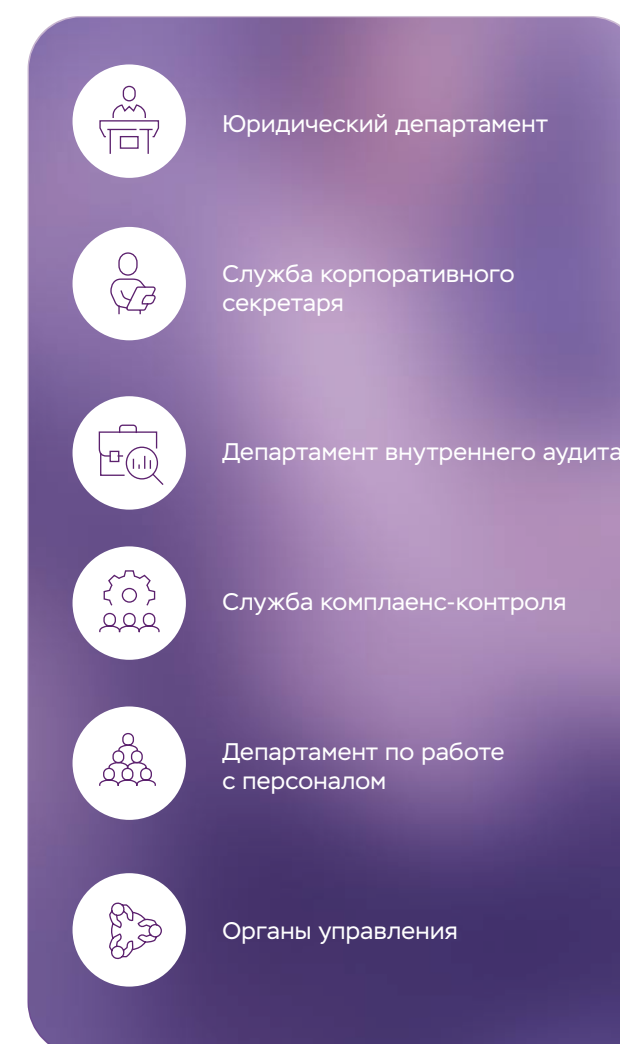 Юридический департамент
Служба корпоративного
секретаря
Департамент внутреннего аудита
Служба комплаенс-контроля
Департамент по работе
с персоналом
Органы управления